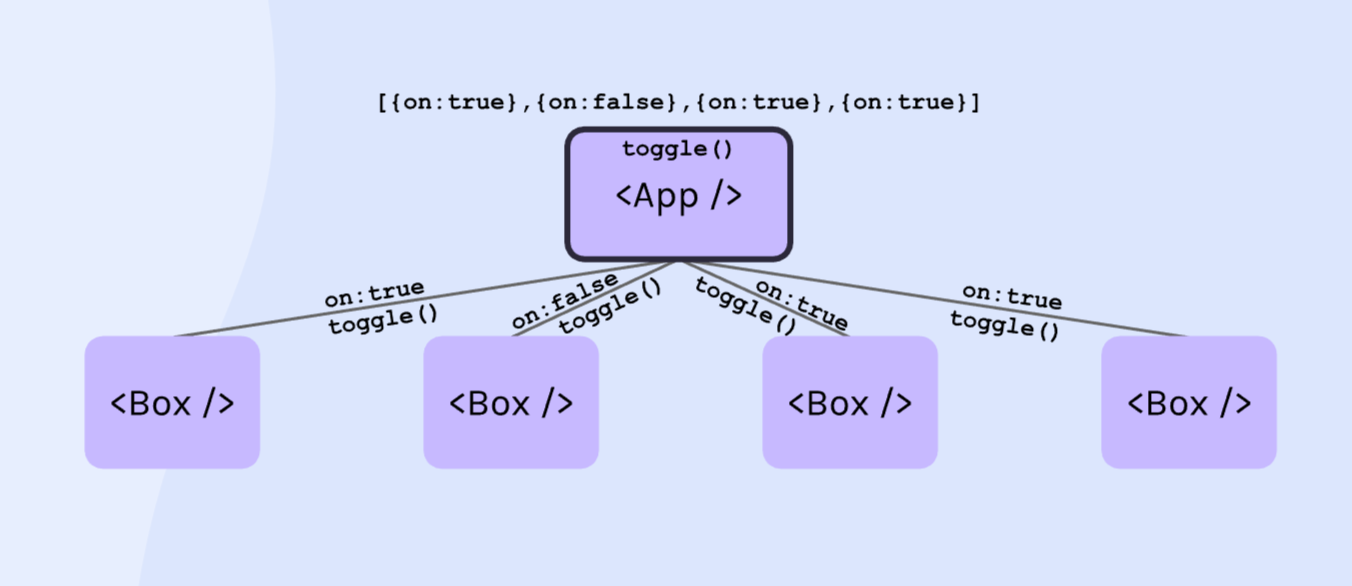 [{on:true},{on:false},{on:true},{on:true}]
toggle()
<App />
on:true
toggle()
on:false
toggle()
on:true
toggle()
on:true
toggle()
<Box />
<Box />
<Box />
<Box />